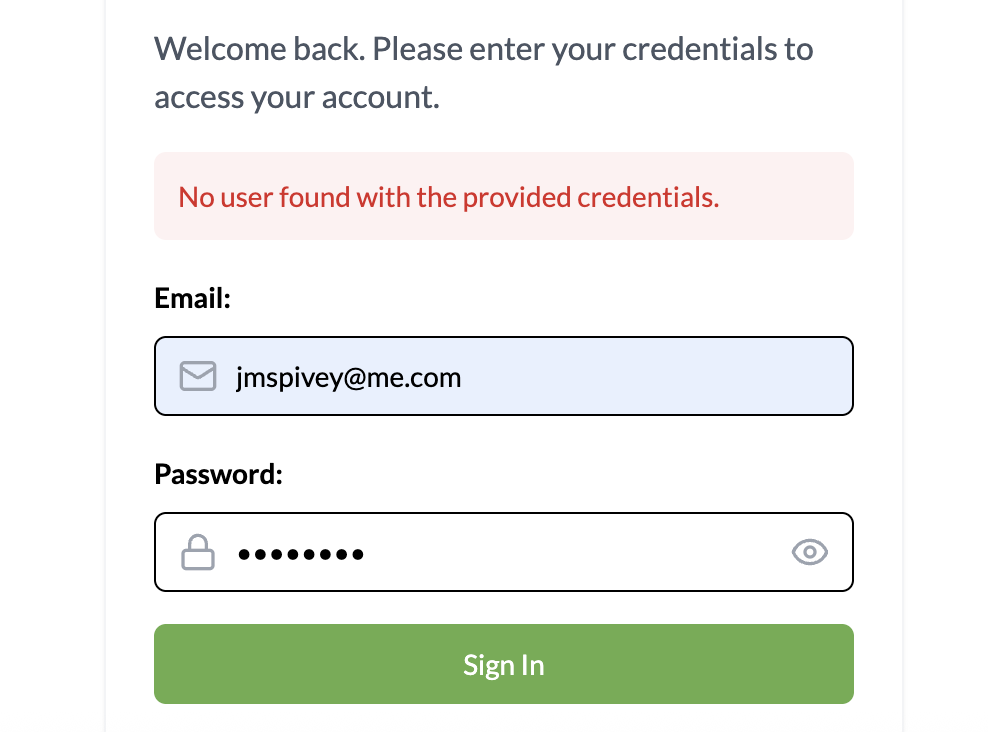 Welcome back. Please enter your credentials to
access your account.
No user found with the provided credentials.
Email:
jmspivey@me.com
Password:
••••••••
Sign In